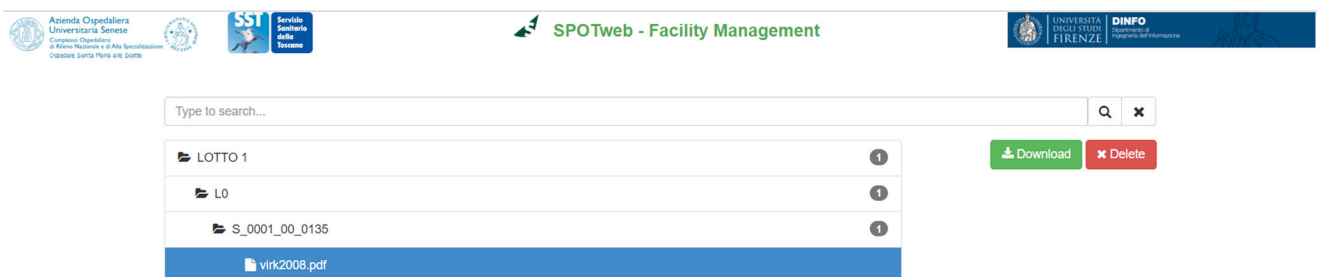 Azienda Ospedaliera
Universitaria Senese
Complesso Ospedaliero
di Rilievo Nazionale e di Alta Specializzazione
Ospedale Santa Maria alle Scotte
SST
Servizio
Sanitario
della
Toscana
SPOTweb - Facility Management
UNIVERSITÀ
DEGLI STUDI
FIRENZE
DINFO
Dipartimento di
Ingegneria dell'Informazione
Type to search...
LOTTO 1 1
Download Delete
L0 1
S_0001_00_0135 1
virk2008.pdf